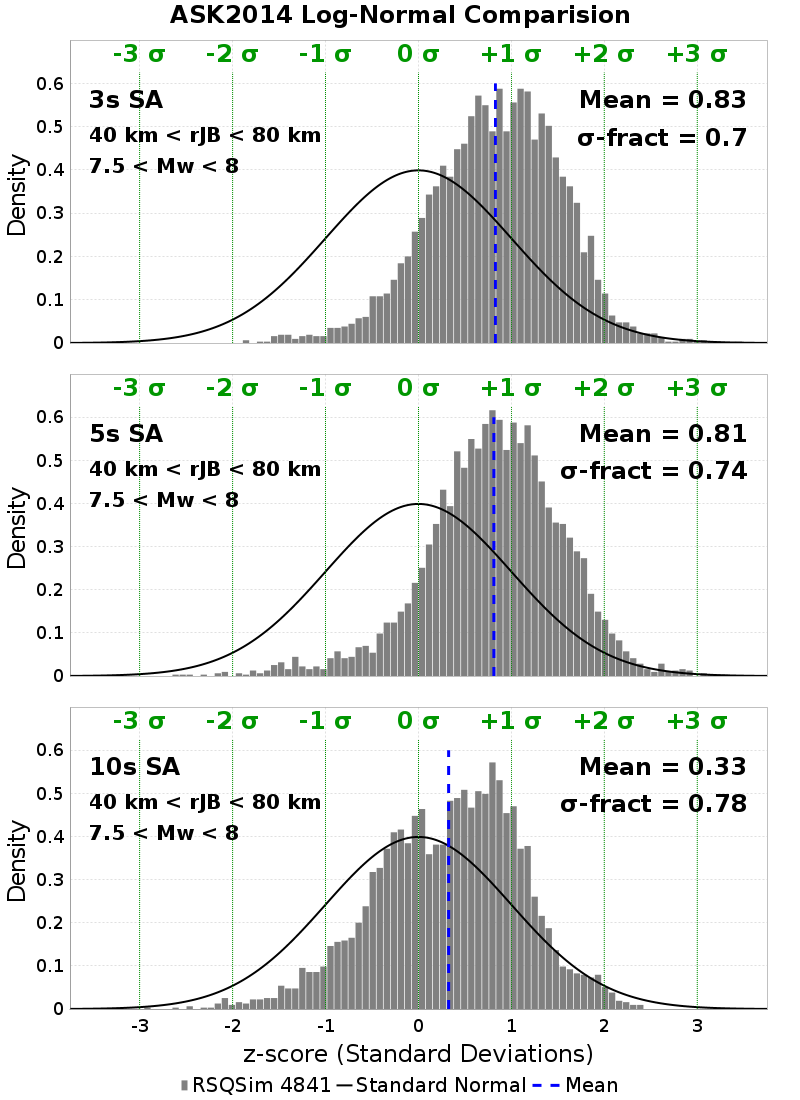 ASK2014 Log-Normal Comparision
-3 σ -2 σ -1 σ 0 σ +1 σ +2 σ +3 σ
0.6
3s SA Mean = 0.83
0.5
40 km < rJB < 80 km σ-fract = 0.7
0.4
7.5 < Mw < 8
Density
0.3
0.2
0.1
0
-3 σ -2 σ -1 σ 0 σ +1 σ +2 σ +3 σ
0.6
5s SA Mean = 0.81
0.5
40 km < rJB < 80 km σ-fract = 0.74
0.4
7.5 < Mw < 8
Density
0.3
0.2
0.1
0
-3 σ -2 σ -1 σ 0 σ +1 σ +2 σ +3 σ
0.6
10s SA Mean = 0.33
0.5
40 km < rJB < 80 km σ-fract = 0.78
0.4
7.5 < Mw < 8
Density
0.3
0.2
0.1
0
-3 -2 -1 0 1 2 3
z-score (Standard Deviations)
RSQSim 4841 Standard Normal Mean